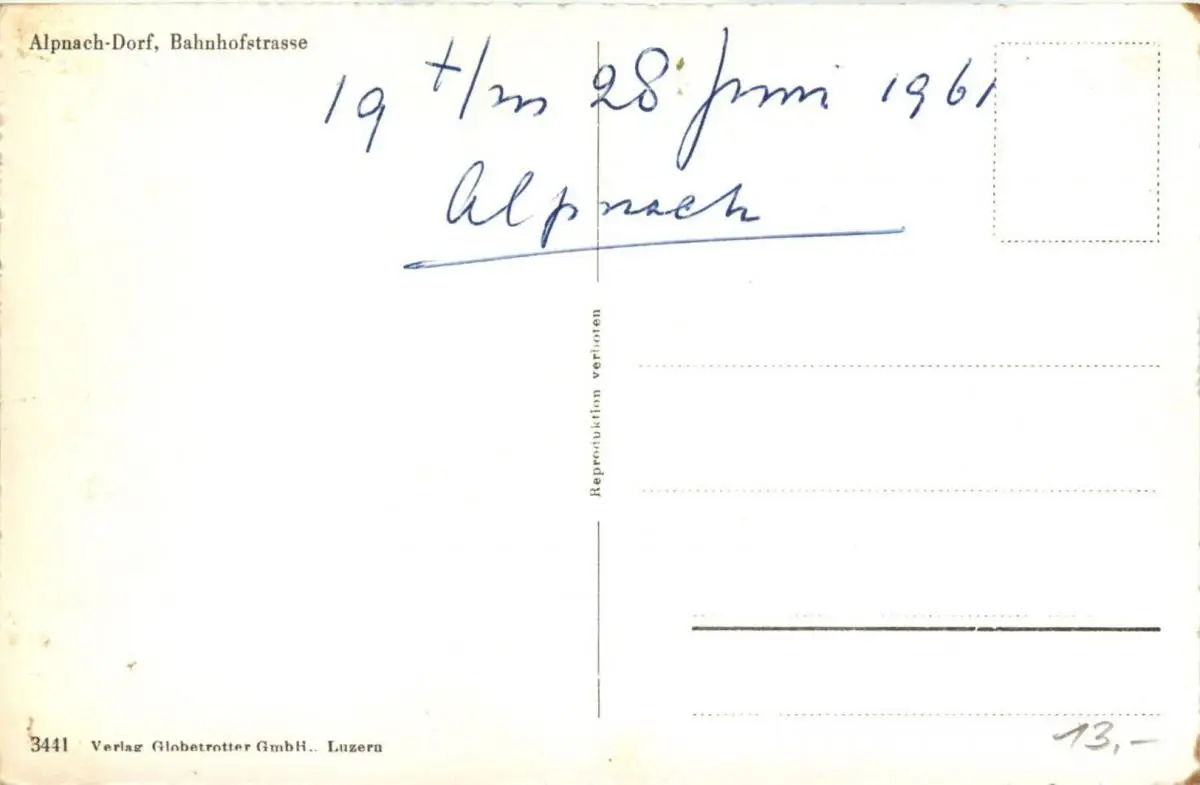 Alpnach-Dorf, Bahnhofstrasse
19 t/m 28 Juni 1961
Alpnach
Reproduktion verboten
3441 Verlag Globetrotter GmbH., Luzern
13,-